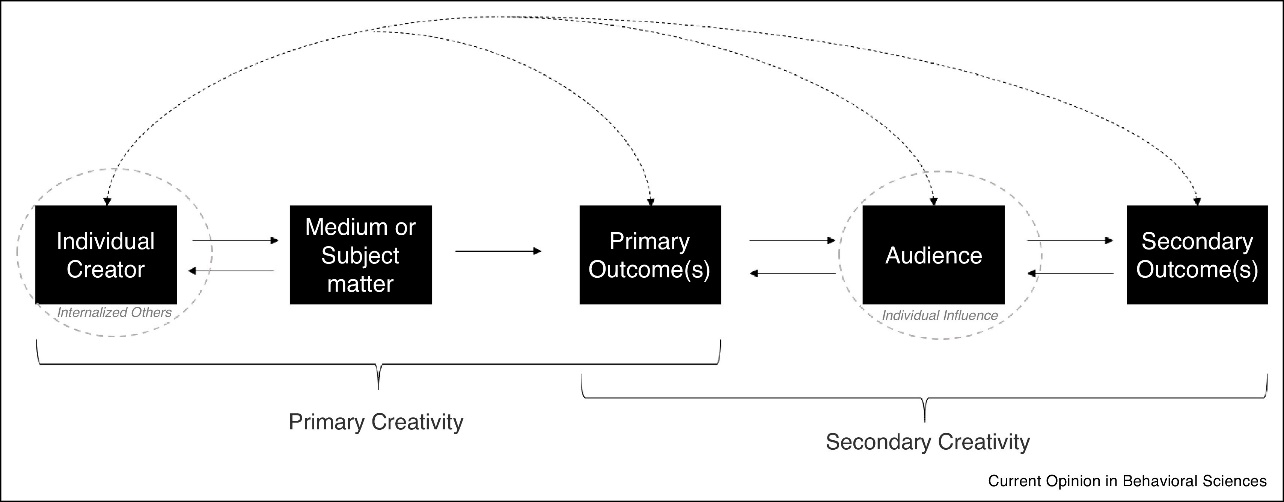 Individual
Creator
Internalized Others
Medium or
Subject
matter
Primary
Outcome(s)
Audience
Individual Influence
Secondary
Outcome(s)
Primary Creativity
Secondary Creativity
Current Opinion in Behavioral Sciences